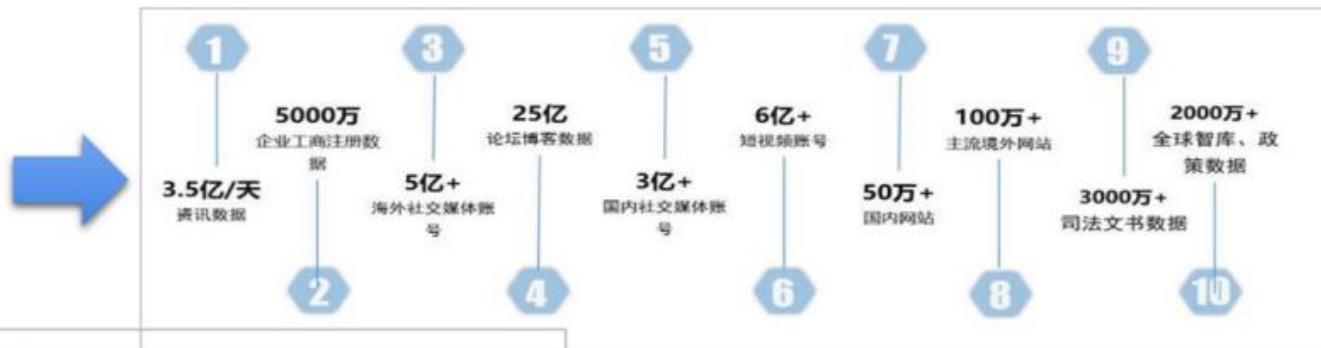 1
3.5亿/天
资讯数据
5000万
企业工商注册数
据
2
3
5亿+
海外社交媒体账
号
25亿
论坛博客数据
4
5
3亿+
国内社交媒体账
号
6亿+
短视频账号
6
7
50万+
国内网站
100万+
主流境外网站
8
9
3000万+
司法文书数据
2000万+
全球智库、政
策数据
10